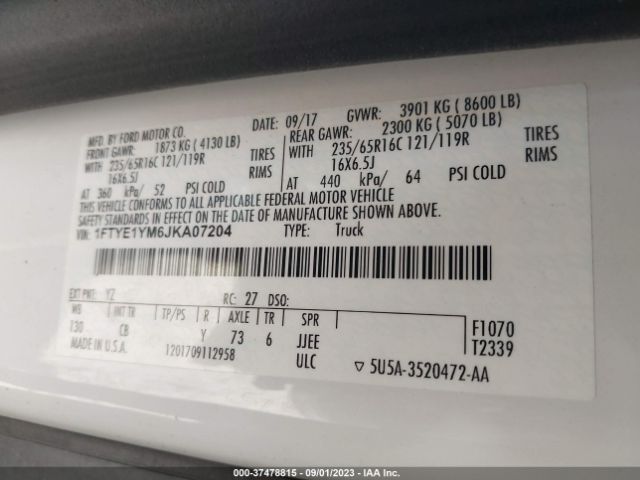 MFD. BY FORD MOTOR CO.
DATE: 09/17 GVWR: 3901 KG ( 8600 LB)
FRONT GAWR: 1873 KG ( 4130 LB)
REAR GAWR: 2300 KG ( 5070 LB)
WITH 235/65R16C 121/119R TIRES
16X6.5J RIMS
AT 360 kPa/ 52 PSI COLD
WITH 235/65R16C 121/119R TIRES
16X6.5J RIMS
AT 440 kPa/ 64 PSI COLD
THIS VEHICLE CONFORMS TO ALL APPLICABLE FEDERAL MOTOR VEHICLE
SAFETY STANDARDS IN EFFECT ON THE DATE OF MANUFACTURE SHOWN ABOVE.
VIN: 1FTYE1YM6JKA07204 TYPE: Truck
EXT PNT: YZ RC: 27 DSO:
WB INT TR TP/PS R AXLE TR SPR
130 CB Y 73 6 JJEE
MADE IN U.S.A. 1201709112958 ULC
F1070
T2339
▽ 5U5A-3520472-AA
000-37478815 - 09/01/2023 - IAA Inc.